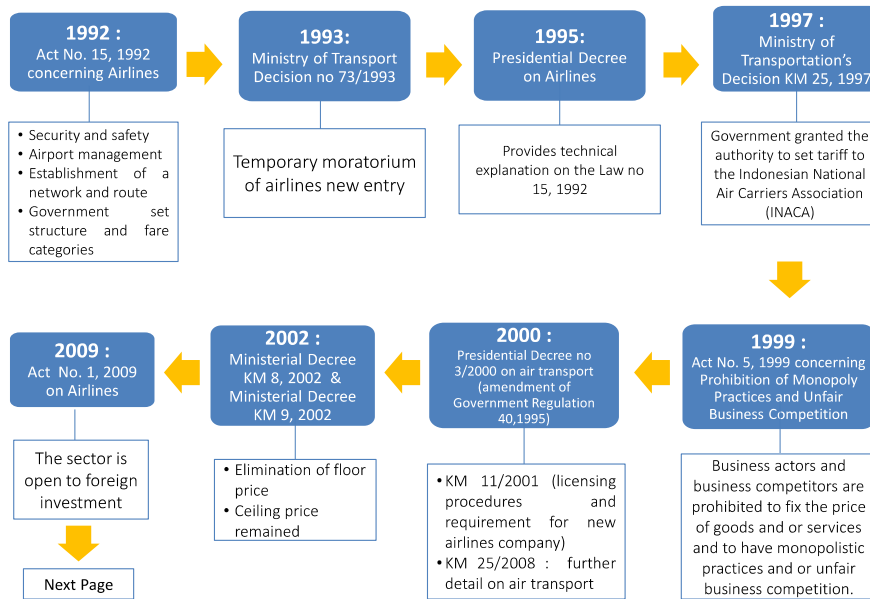 1992 :
Act No. 15, 1992
concerning Airlines
• Security and safety
• Airport management
• Establishment of a
network and route
• Government set
structure and fare
categories
1993:
Ministry of Transport
Decision no 73/1993
Temporary moratorium
of airlines new entry
1995:
Presidential Decree
on Airlines
Provides technical
explanation on the Law no
15, 1992
1997 :
Ministry of
Transportation's
Decision KM 25, 1997
Government granted the
authority to set tariff to
the Indonesian National
Air Carriers Association
(INACA)
1999 :
Act No. 5, 1999 concerning
Prohibition of Monopoly
Practices and Unfair
Business Competition
Business actors and
business competitors are
prohibited to fix the price
of goods and or services
and to have monopolistic
practices and or unfair
business competition.
2000 :
Presidential Decree no
3/2000 on air transport
(amendment of
Government Regulation
40,1995)
• KM 11/2001 (licensing
procedures and
requirement for new
airlines company)
• KM 25/2008 : further
detail on air transport
2002 :
Ministerial Decree
KM 8, 2002 &
Ministerial Decree
KM 9, 2002
• Elimination of floor
price
• Ceiling price
remained
2009 :
Act No. 1, 2009
on Airlines
The sector is
open to foreign
investment
Next Page